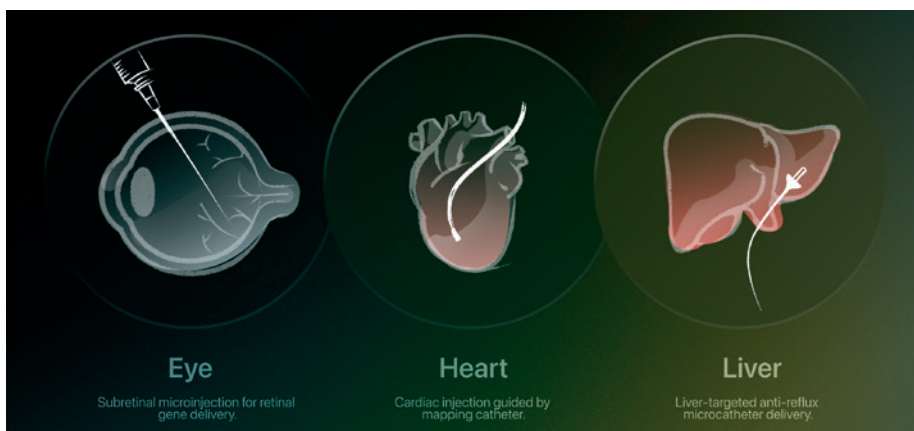 Eye
Subretinal microinjection for retinal
gene delivery.
Heart
Cardiac injection guided by
mapping catheter.
Liver
Liver-targeted anti-reflux
microcatheter delivery.